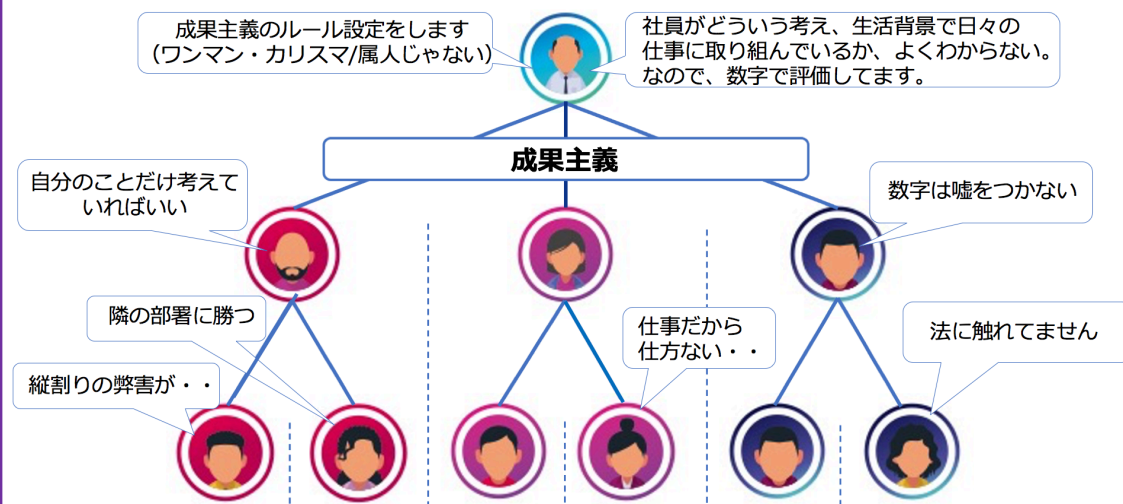 成果主義のルール設定をします
(ワンマン・カリスマ/属人じゃない)
社員がどういう考え、生活背景で日々の
仕事に取り組んでいるか、よくわからない。
なので、数字で評価してます。
成果主義
自分のことだけ考えて
いればいい
数字は嘘をつかない
隣の部署に勝つ
仕事だから
仕方ない・・
法に触れてません
縦割りの弊害が・・